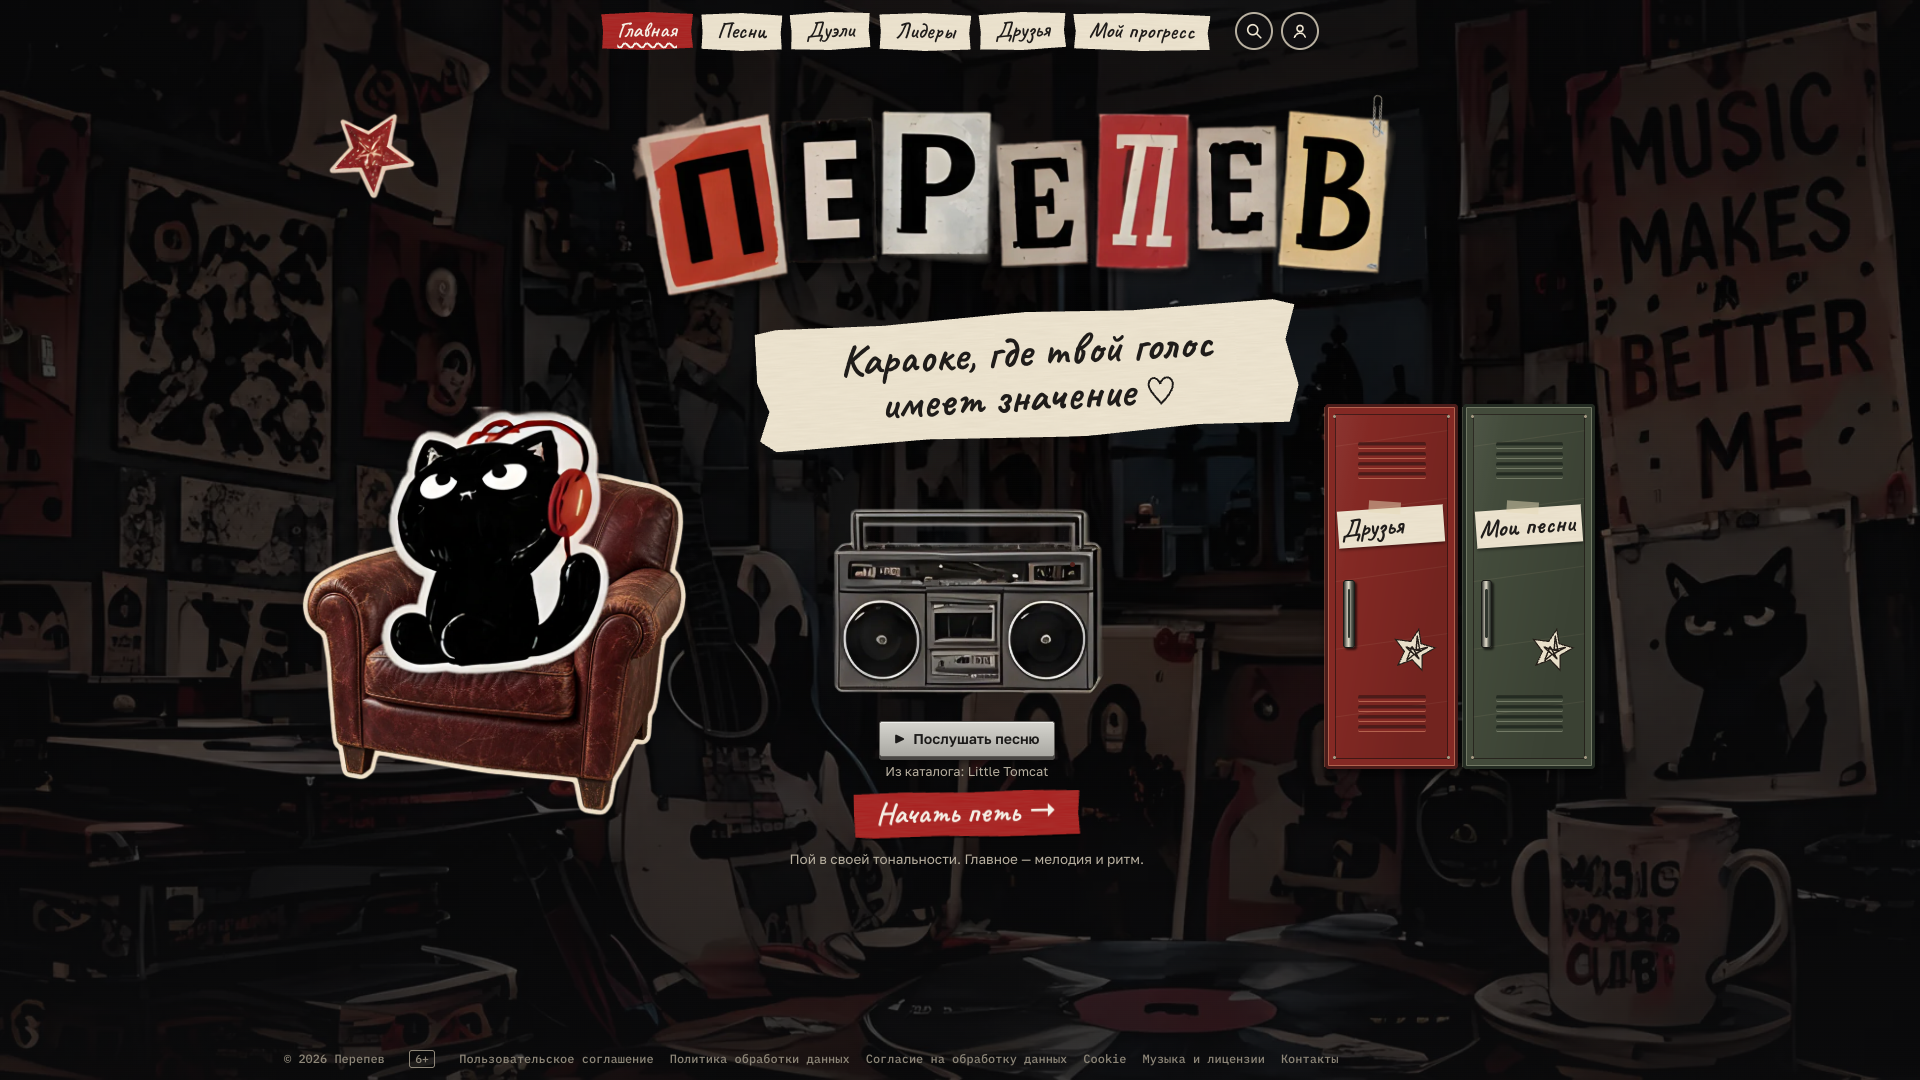 Главная
Песни
Дуэли
Лидеры
Друзья
Мой прогресс
ПЕРЕПЕВ
Караоке, где твой голос
имеет значение ♡
MUSIC
MAKES
BETTER
ME
Друзья
Мои песни
▶ Послушать песню
Из каталога: Little Tomcat
Начать петь →
Пой в своей тональности. Главное — мелодия и ритм.
© 2026 Перепев
6+
Пользовательское соглашение
Политика обработки данных
Согласие на обработку данных
Cookie
Музыка и лицензии
Контакты